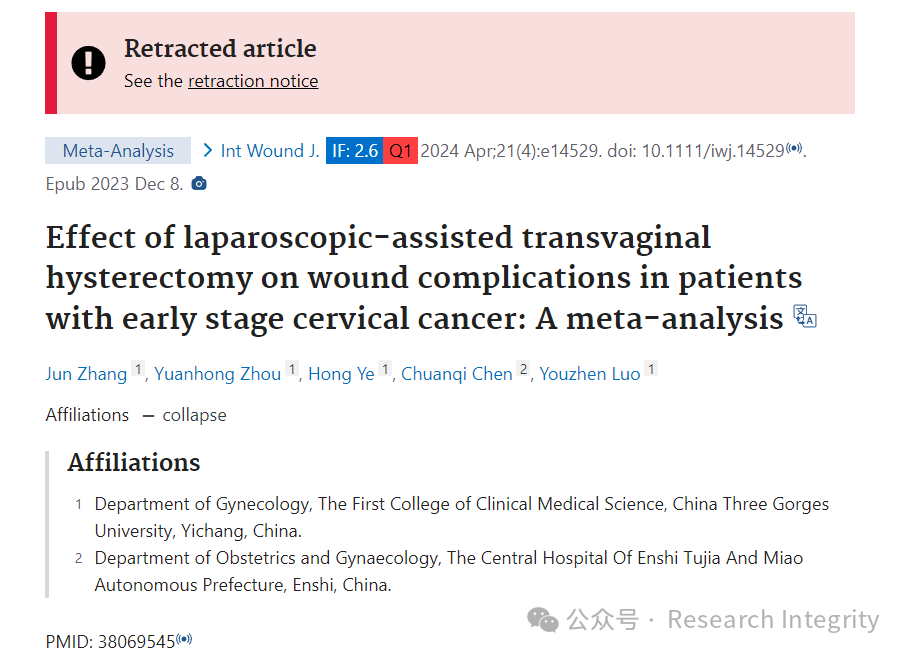 Retracted article
See the retraction notice
Meta-Analysis > Int Wound J. IF: 2.6 Q1 2024 Apr;21(4):e14529. doi: 10.1111/iwj.14529.
Epub 2023 Dec 8.
Effect of laparoscopic-assisted transvaginal
hysterectomy on wound complications in patients
with early stage cervical cancer: A meta-analysis
Jun Zhang 1, Yuanhong Zhou 1, Hong Ye 1, Chuanqi Chen 2, Youzhen Luo 1
Affiliations — collapse
Affiliations
1 Department of Gynecology, The First College of Clinical Medical Science, China Three Gorges
University, Yichang, China.
2 Department of Obstetrics and Gynaecology, The Central Hospital Of Enshi Tujia And Miao
Autonomous Prefecture, Enshi, China.
公众号 · Research Integrity
PMID: 38069545